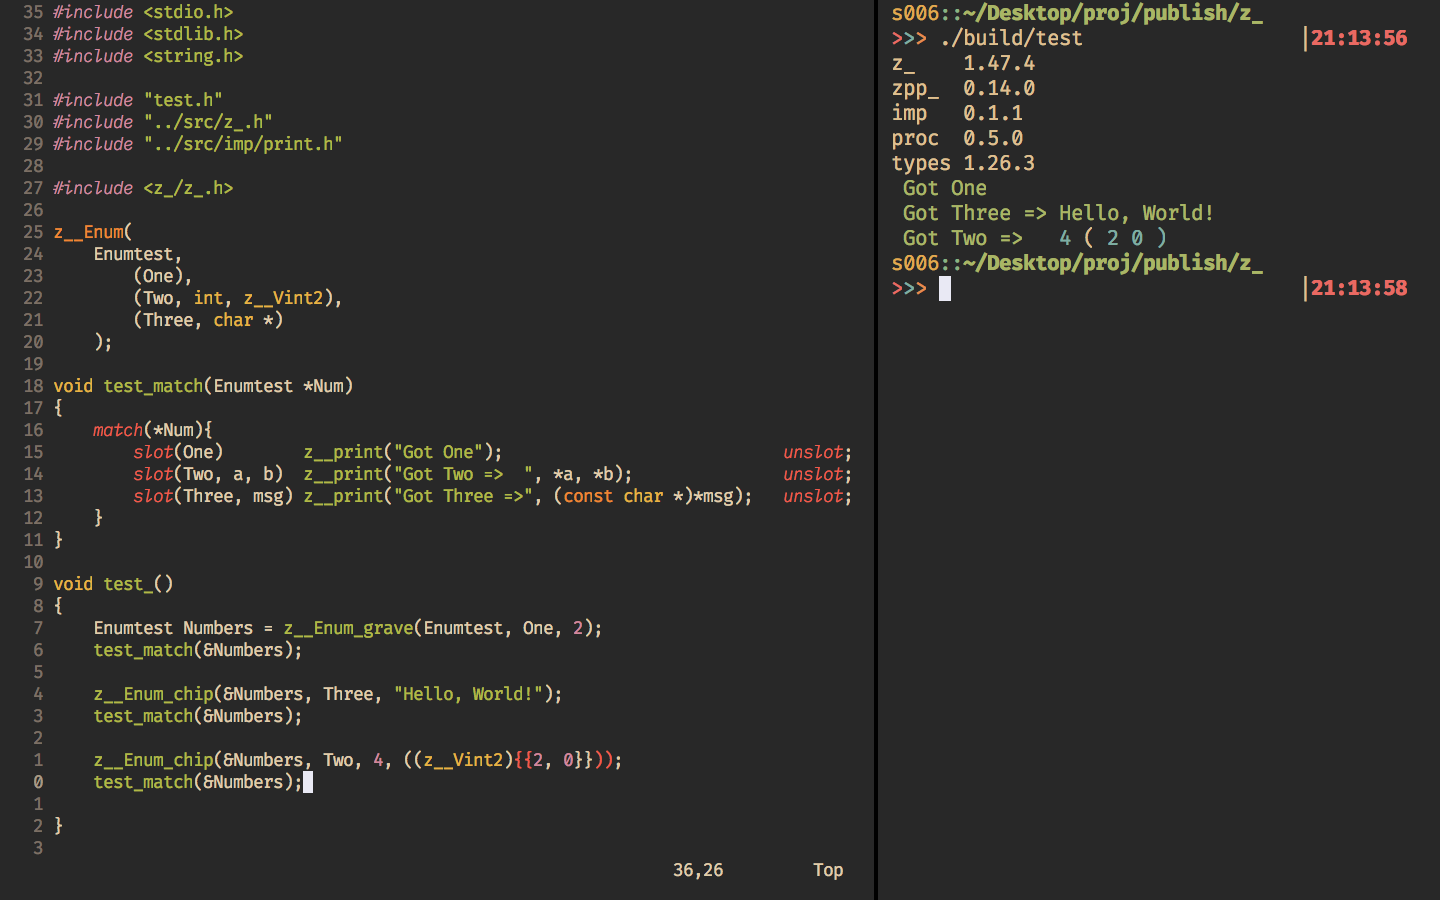 35 #include <stdio.h>
34 #include <stdlib.h>
33 #include <string.h>
32
31 #include "test.h"
30 #include "../src/z_.h"
29 #include "../src/imp/print.h"
28
27 #include <z_/z_.h>
26
25 z__Enum(
24     Enumtest,
23         (One),
22         (Two, int, z__Vint2),
21         (Three, char *)
20     );
19
18 void test_match(Enumtest *Num)
17 {
16     match(*Num){
15         slot(One)        z__print("Got One");                            unslot;
14         slot(Two, a, b)  z__print("Got Two =>  ", *a, *b);               unslot;
13         slot(Three, msg) z__print("Got Three =>", (const char *)*msg);   unslot;
12     }
11 }
10
9 void test_()
8 {
7     Enumtest Numbers = z__Enum_grave(Enumtest, One, 2);
6     test_match(&Numbers);
5
4     z__Enum_chip(&Numbers, Three, "Hello, World!");
3     test_match(&Numbers);
2
1     z__Enum_chip(&Numbers, Two, 4, ((z__Vint2){{2, 0}}));
0     test_match(&Numbers);
1
2 }
3
36,26         Top
s006::~/Desktop/proj/publish/z_
>>> ./build/test |21:13:56
z_    1.47.4
zpp_  0.14.0
imp   0.1.1
proc  0.5.0
types 1.26.3
Got One
Got Three => Hello, World!
Got Two =>   4 ( 2 0 )
s006::~/Desktop/proj/publish/z_
>>> |21:13:58